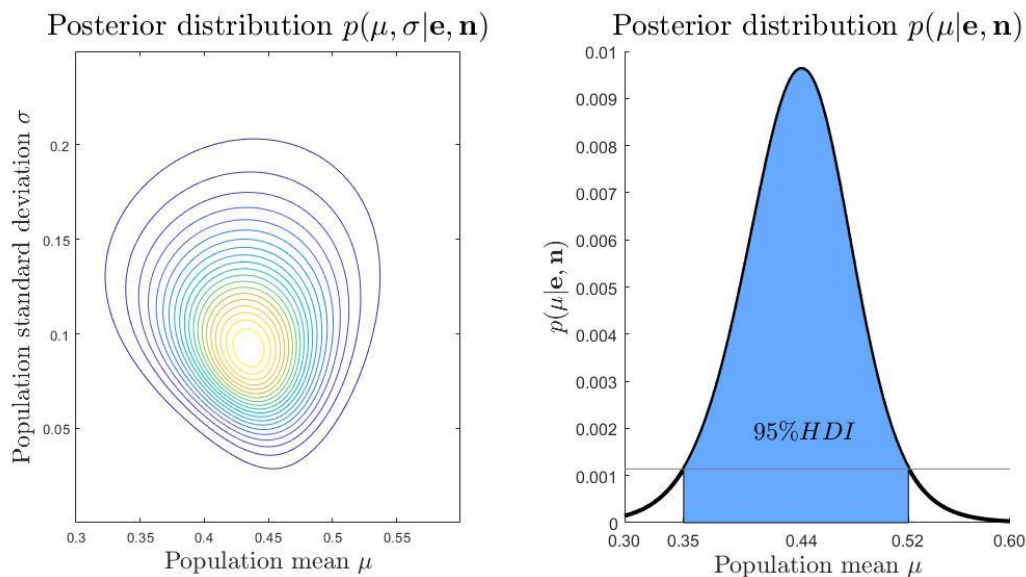 Posterior distribution p(μ, σ|e, n)
Population standard deviation σ
0.2
0.15
0.1
0.05
0.3 0.35 0.4 0.45 0.5 0.55
Population mean μ
Posterior distribution p(μ|e, n)
p(μ|e, n)
0.01
0.009
0.008
0.007
0.006
0.005
0.004
0.003
0.002
0.001
0
95%HDI
0.30 0.35 0.44 0.52 0.60
Population mean μ